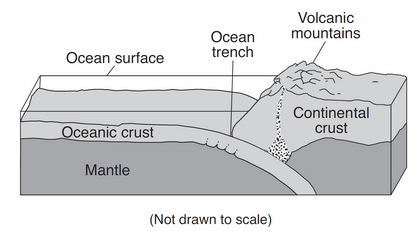 Volcanic
mountains
Ocean
trench
Ocean surface
Continental
crust
Oceanic crust
Mantle
(Not drawn to scale)